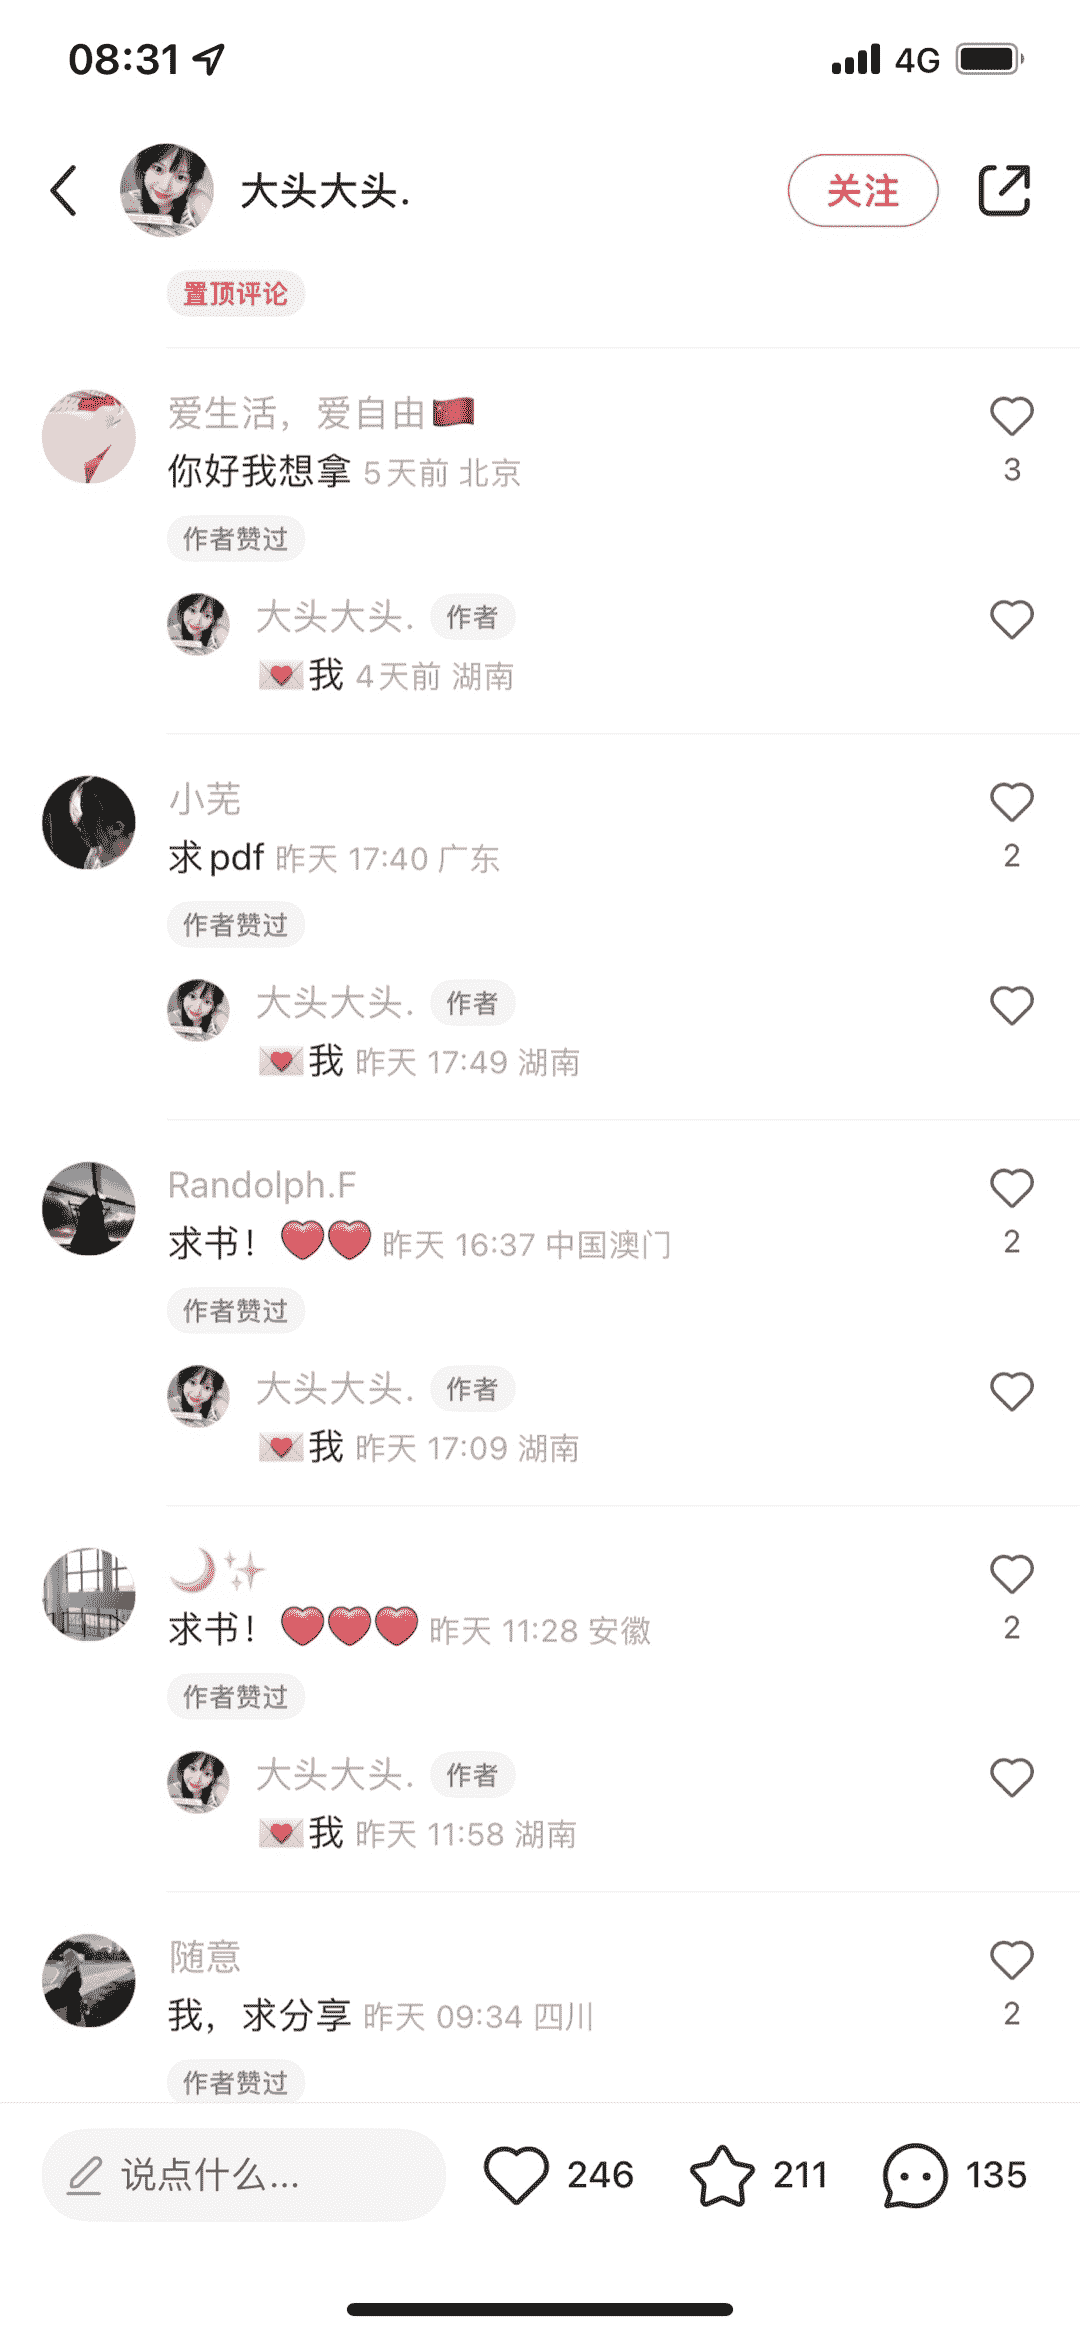 08:31 4G
大头大头. 关注
置顶评论
爱生活，爱自由
你好我想拿 5天前 北京
3
作者赞过
大头大头. 作者
💌我 4天前 湖南
小芜
求pdf 昨天 17:40 广东
2
作者赞过
大头大头. 作者
💌我 昨天 17:49 湖南
Randolph.F
求书！❤️❤️ 昨天 16:37 中国澳门
2
作者赞过
大头大头. 作者
💌我 昨天 17:09 湖南
🌙✨
求书！❤️❤️❤️ 昨天 11:28 安徽
2
作者赞过
大头大头. 作者
💌我 昨天 11:58 湖南
随意
我，求分享 昨天 09:34 四川
2
作者赞过
说点什么... 246 211 135